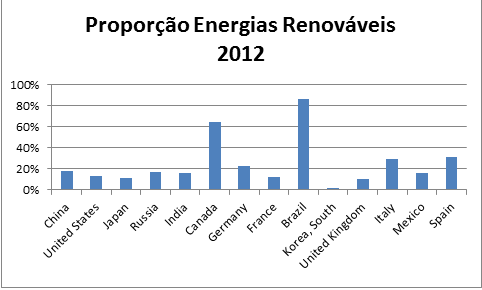 Proporção Energias Renováveis
2012
100%
80%
60%
40%
20%
0%
China
United States
Japan
Russia
India
Canada
Germany
France
Brazil
Korea, South
United Kingdom
Italy
Mexico
Spain